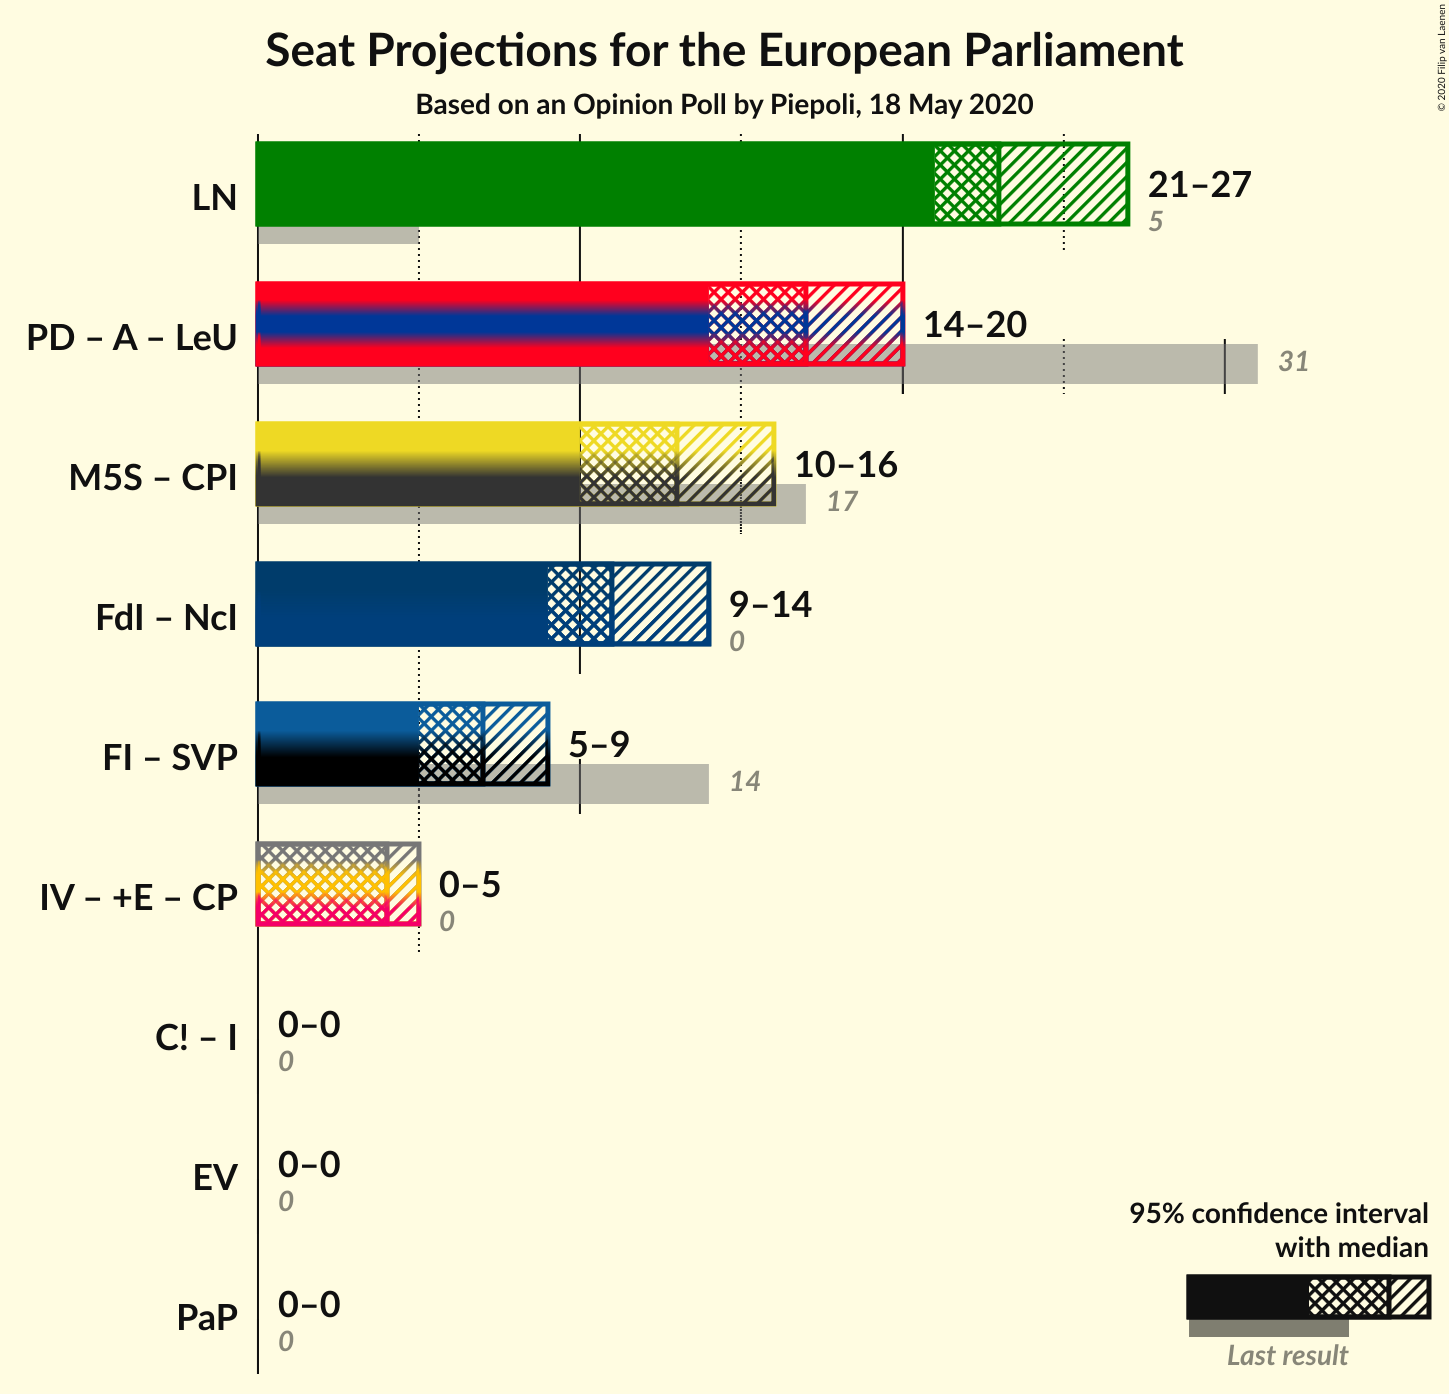 Seat Projections for the European Parliament
Based on an Opinion Poll by Piepoli, 18 May 2020
© 2020 Filip van Laenen
LN
21–27
5
PD – A – LeU
14–20
31
M5S – CPI
10–16
17
FdI – NcI
9–14
0
FI – SVP
5–9
14
IV – +E – CP
0–5
0
C! – I
0–0
0
EV
0–0
0
PaP
0–0
0
95% confidence interval
with median
Last result